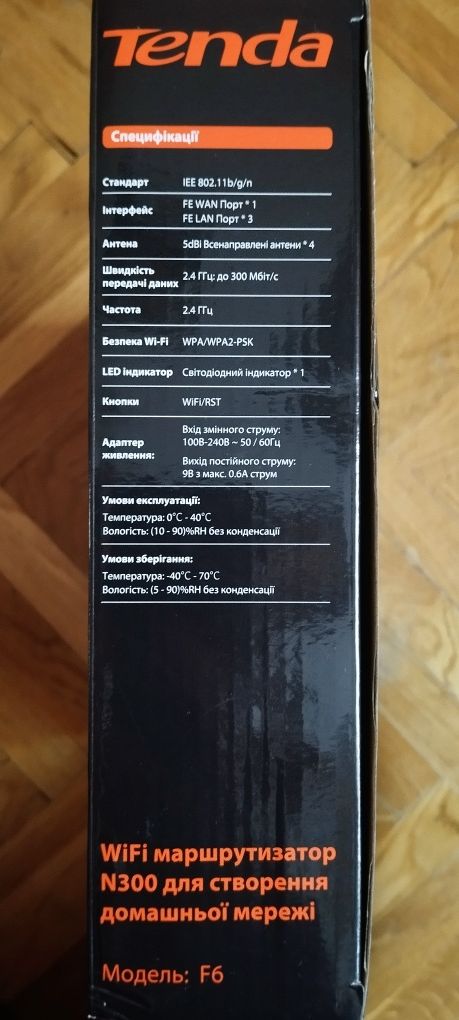 Tenda
Специфікації
Стандарт IEE 802.11b/g/n
Інтерфейс FE WAN Порт * 1
FE LAN Порт * 3
Антена 5dBi Всенаправлені антени * 4
Швидкість
передачі даних 2.4 ГГц: до 300 Мбіт/с
Частота 2.4 ГГц
Безпека Wi-Fi WPA/WPA2-PSK
LED індикатор Світодіодний індикатор * 1
Кнопки WiFi/RST
Адаптер
живлення:
Вхід змінного струму:
100В-240В ~ 50 / 60Гц
Вихід постійного струму:
9В з макс. 0.6А струм
Умови експлуатації:
Температура: 0°C - 40°C
Вологість: (10 - 90)%RH без конденсації
Умови зберігання:
Температура: -40°C - 70°C
Вологість: (5 - 90)%RH без конденсації
WiFi маршрутизатор
N300 для створення
домашньої мережі
Модель: F6